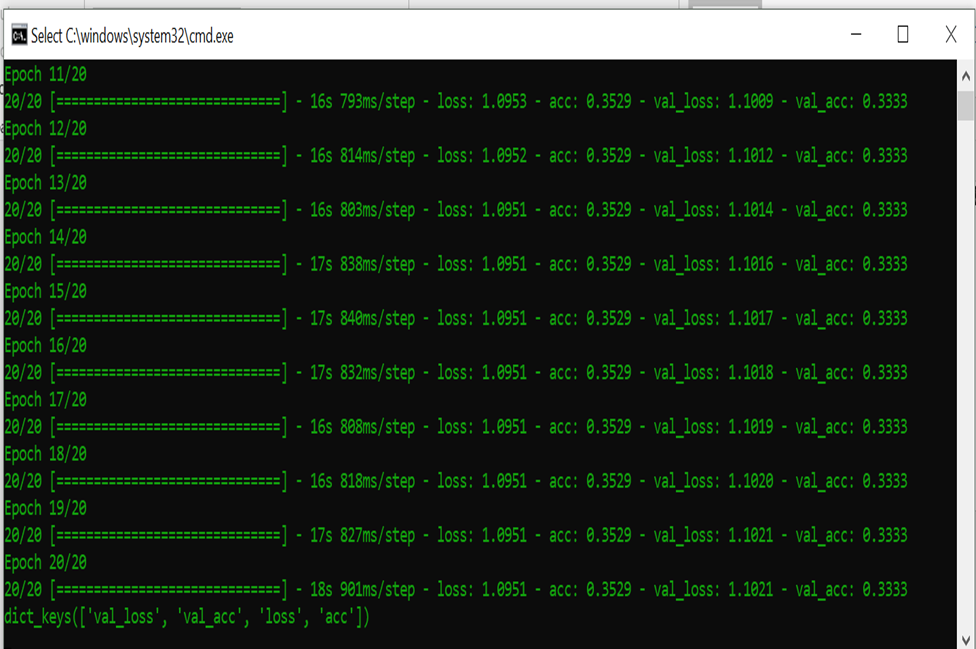 Select C:\windows\system32\cmd.exe
Epoch 11/20
20/20 [==============================] - 16s 793ms/step - loss: 1.0953 - acc: 0.3529 - val_loss: 1.1009 - val_acc: 0.3333
Epoch 12/20
20/20 [==============================] - 16s 814ms/step - loss: 1.0952 - acc: 0.3529 - val_loss: 1.1012 - val_acc: 0.3333
Epoch 13/20
20/20 [==============================] - 16s 803ms/step - loss: 1.0951 - acc: 0.3529 - val_loss: 1.1014 - val_acc: 0.3333
Epoch 14/20
20/20 [==============================] - 17s 838ms/step - loss: 1.0951 - acc: 0.3529 - val_loss: 1.1016 - val_acc: 0.3333
Epoch 15/20
20/20 [==============================] - 17s 840ms/step - loss: 1.0951 - acc: 0.3529 - val_loss: 1.1017 - val_acc: 0.3333
Epoch 16/20
20/20 [==============================] - 17s 832ms/step - loss: 1.0951 - acc: 0.3529 - val_loss: 1.1018 - val_acc: 0.3333
Epoch 17/20
20/20 [==============================] - 16s 808ms/step - loss: 1.0951 - acc: 0.3529 - val_loss: 1.1019 - val_acc: 0.3333
Epoch 18/20
20/20 [==============================] - 16s 818ms/step - loss: 1.0951 - acc: 0.3529 - val_loss: 1.1020 - val_acc: 0.3333
Epoch 19/20
20/20 [==============================] - 17s 827ms/step - loss: 1.0951 - acc: 0.3529 - val_loss: 1.1021 - val_acc: 0.3333
Epoch 20/20
20/20 [==============================] - 18s 901ms/step - loss: 1.0951 - acc: 0.3529 - val_loss: 1.1021 - val_acc: 0.3333
dict_keys(['val_loss', 'val_acc', 'loss', 'acc'])